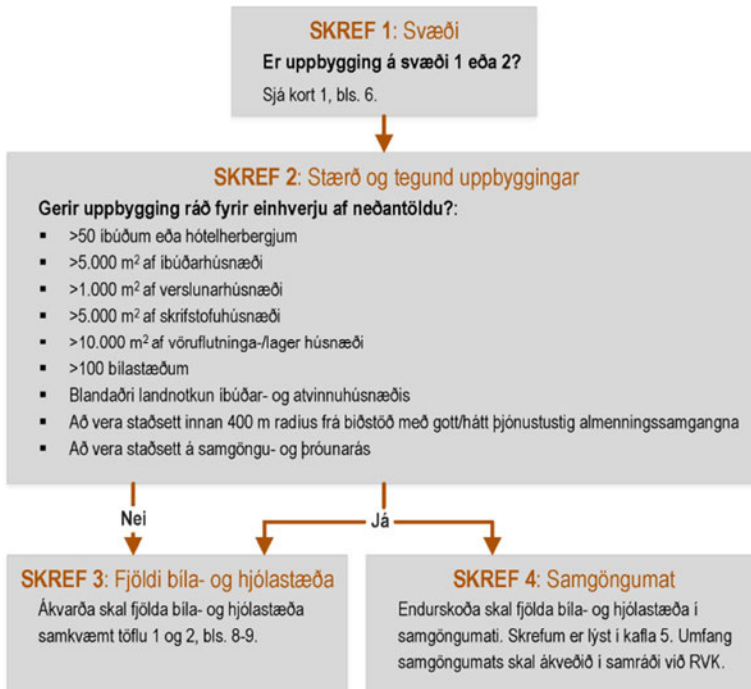 SKREF 1: Svæði
Er uppbygging á svæði 1 eða 2?
Sjá kort 1, bls. 6.
SKREF 2: Stærð og tegund uppbyggingar
Gerir uppbygging ráð fyrir einhverju af neðantöldu?:
▪ >50 íbúðum eða hótelherbergjum
▪ >5.000 m² af íbúðarhúsnæði
▪ >1.000 m² af verslunarhúsnæði
▪ >5.000 m² af skrifstofuhúsnæði
▪ >10.000 m² af vöruflutninga-/lager húsnæði
▪ >100 bílastæðum
▪ Blandaðri landnotkun íbúðar- og atvinnuhúsnæðis
▪ Að vera staðsett innan 400 m radíus frá biðstöð með gott/hátt þjónustustig almenningssamgangna
▪ Að vera staðsett á samgöngu- og þróunarás
Nei
Já
SKREF 3: Fjöldi bíla- og hjólastæða
Ákvarða skal fjölda bíla- og hjólastæða
samkvæmt töflu 1 og 2, bls. 8-9.
SKREF 4: Samgöngumat
Endurskoða skal fjölda bíla- og hjólastæða í
samgöngumati. Skrefum er lýst í kafla 5. Umfang
samgöngumats skal ákveðið í samráði við RVK.